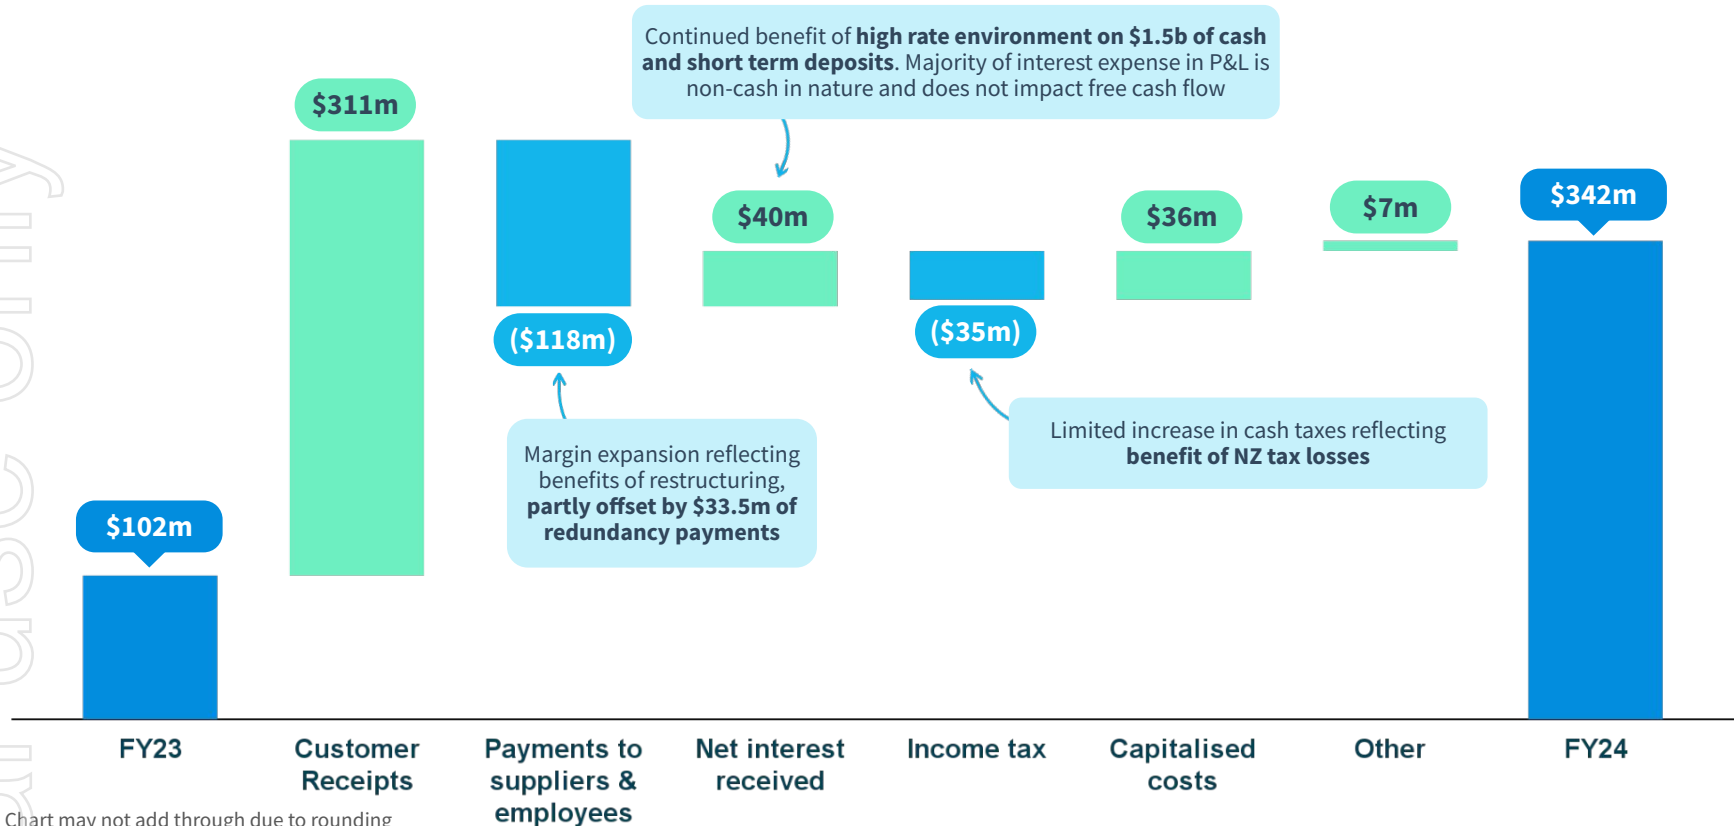 Continued benefit of high rate environment on $1.5b of cash
and short term deposits. Majority of interest expense in P&L is
non-cash in nature and does not impact free cash flow
$311m
$40m
$36m
$7m
$342m
($118m)
($35m)
Margin expansion reflecting
benefits of restructuring,
partly offset by $33.5m of
redundancy payments
Limited increase in cash taxes reflecting
benefit of NZ tax losses
$102m
FY23
Customer
Receipts
Payments to
suppliers &
employees
Net interest
received
Income tax
Capitalised
costs
Other
FY24
Chart may not add through due to rounding
use only